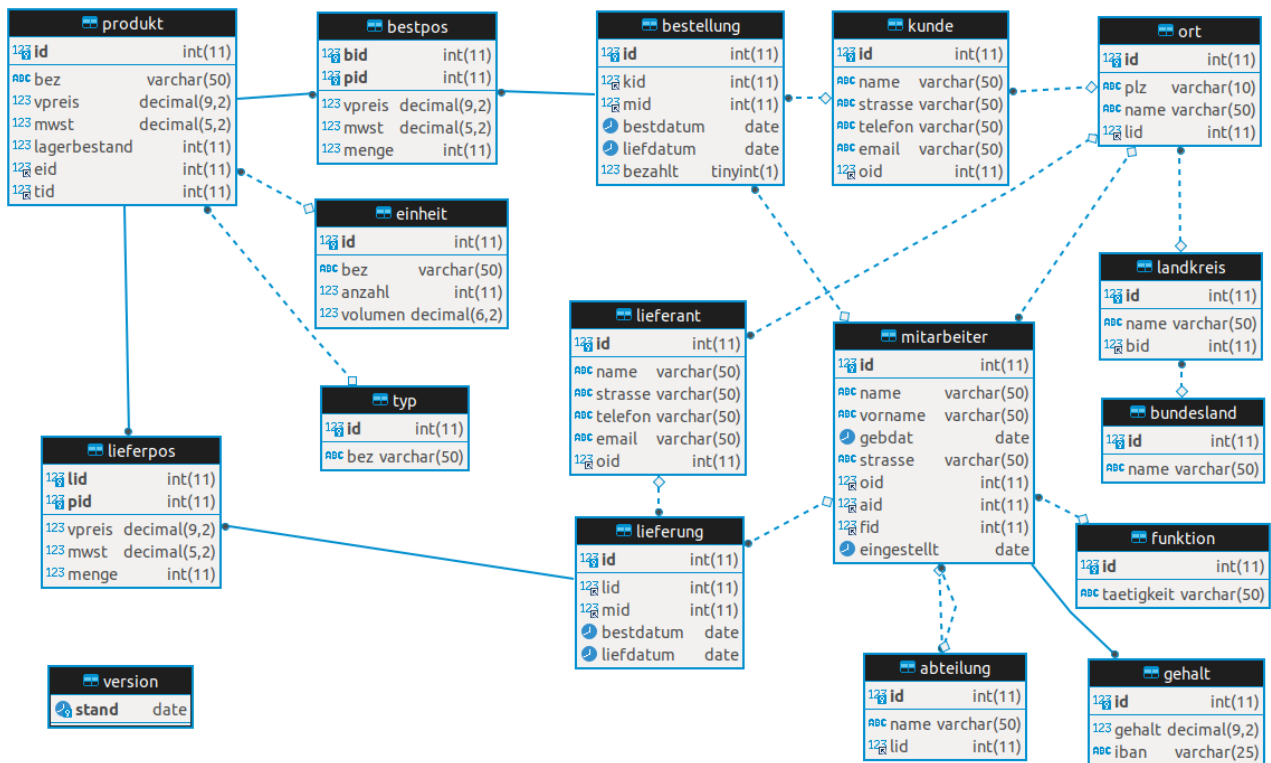 produkt
id int(11)
bez varchar(50)
vpreis decimal(9,2)
mwst decimal(5,2)
lagerbestand int(11)
eid int(11)
tid int(11)
bestpos
bid int(11)
pid int(11)
vpreis decimal(9,2)
mwst decimal(5,2)
menge int(11)
bestellung
id int(11)
kid int(11)
mid int(11)
bestdatum date
liefdatum date
bezahlt tinyint(1)
kunde
id int(11)
name varchar(50)
strasse varchar(50)
telefon varchar(50)
email varchar(50)
oid int(11)
ort
id int(11)
plz varchar(10)
name varchar(50)
lid int(11)
einheit
id int(11)
bez varchar(50)
anzahl int(11)
volumen decimal(6,2)
landkreis
id int(11)
name varchar(50)
bid int(11)
lieferant
id int(11)
name varchar(50)
strasse varchar(50)
telefon varchar(50)
email varchar(50)
oid int(11)
mitarbeiter
id int(11)
name varchar(50)
vorname varchar(50)
gebdat date
strasse varchar(50)
oid int(11)
aid int(11)
fid int(11)
eingestellt date
typ
id int(11)
bez varchar(50)
bundesland
id int(11)
name varchar(50)
lieferpos
lid int(11)
pid int(11)
vpreis decimal(9,2)
mwst decimal(5,2)
menge int(11)
lieferung
id int(11)
lid int(11)
mid int(11)
bestdatum date
liefdatum date
funktion
id int(11)
taetigkeit varchar(50)
version
stand date
abteilung
id int(11)
name varchar(50)
lid int(11)
gehalt
id int(11)
gehalt decimal(9,2)
iban varchar(25)